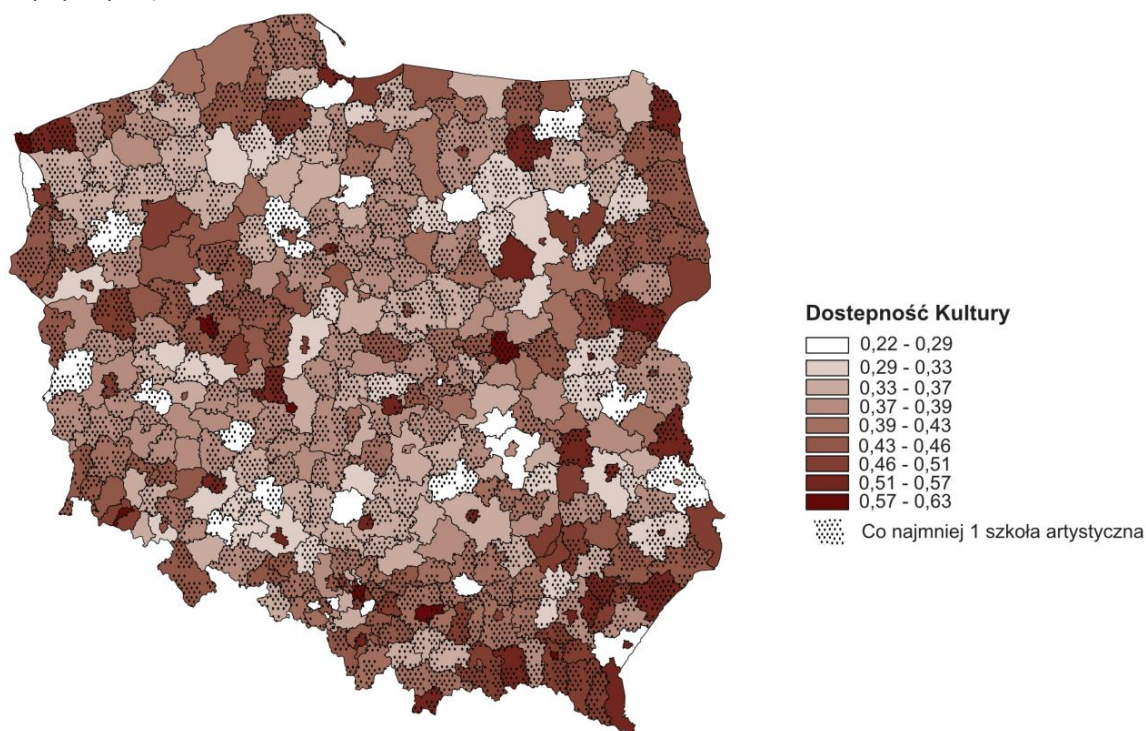 Dostepność Kultury
0,22 - 0,29
0,29 - 0,33
0,33 - 0,37
0,37 - 0,39
0,39 - 0,43
0,43 - 0,46
0,46 - 0,51
0,51 - 0,57
0,57 - 0,63
Co najmniej 1 szkoła artystyczna